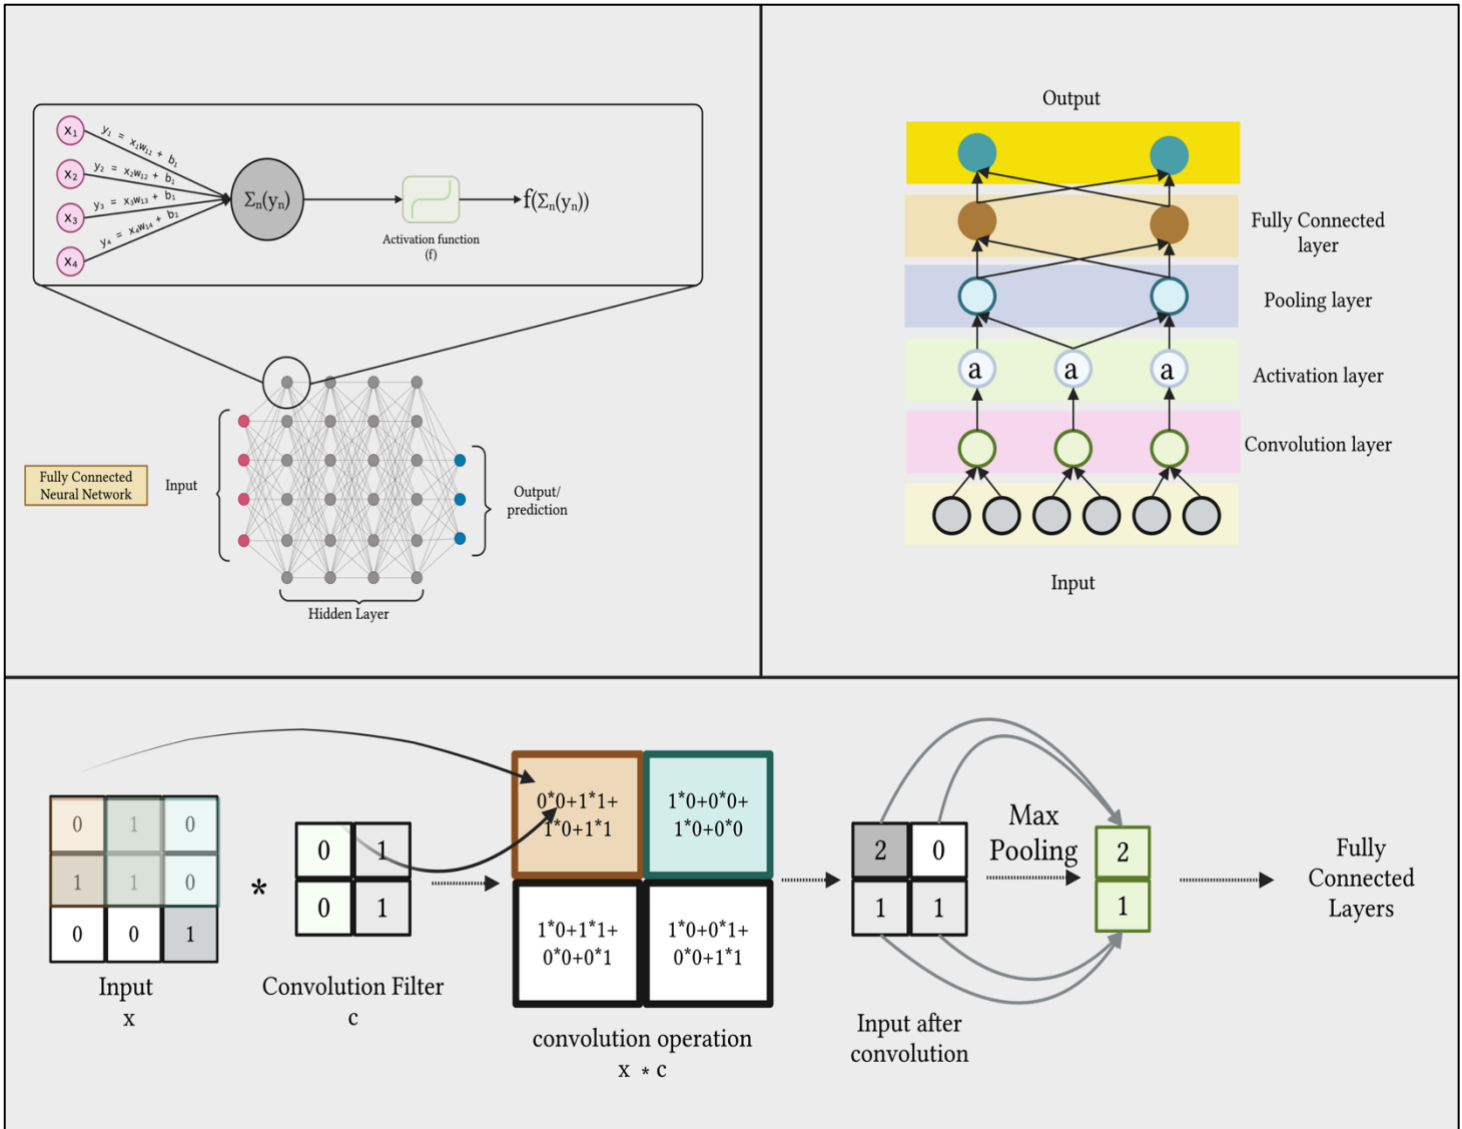 x₁
x₂
x₃
x₄
y₁ = x₁w₁₁ + b₁
y₂ = x₂w₁₂ + b₁
y₃ = x₃w₁₃ + b₁
y₄ = x₄w₁₄ + b₂
Σₙ(yₙ)
f(Σₙ(yₙ))
Activation function
(f)
Fully Connected
Neural Network
Input
Output/
prediction
Hidden Layer
Output
Fully Connected
layer
Pooling layer
a
a
a
Activation layer
Convolution layer
Input
0 1 0
1 1 0
0 0 1
Input
x
*
0 1
0 1
Convolution Filter
c
0*0+1*1+
1*0+1*1
1*0+0*0+
1*0+0*0
1*0+1*1+
0*0+0*1
1*0+0*1+
0*0+1*1
convolution operation
x * c
2 0
1 1
Input after
convolution
Max
Pooling
2
1
Fully
Connected
Layers